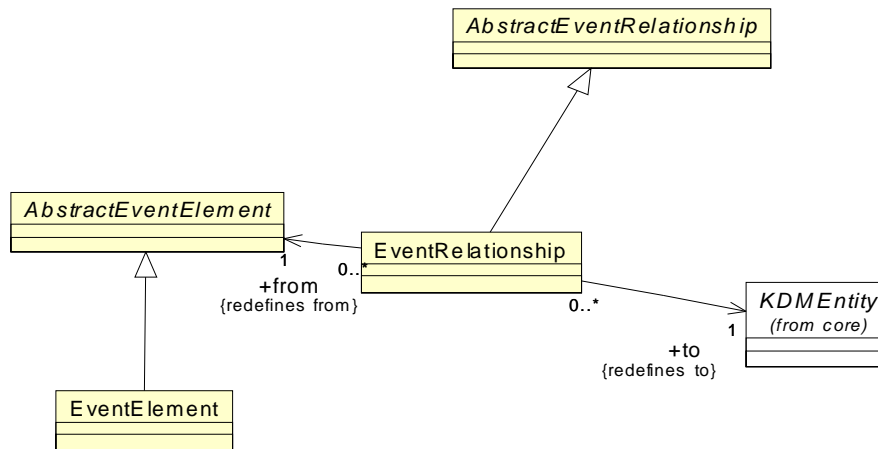 AbstractEventRelationship
AbstractEventElement
EventRelationship
1
0..*
+from
{redefines from}
0..*
KDMEntity
(from core)
1
+to
{redefines to}
EventElement